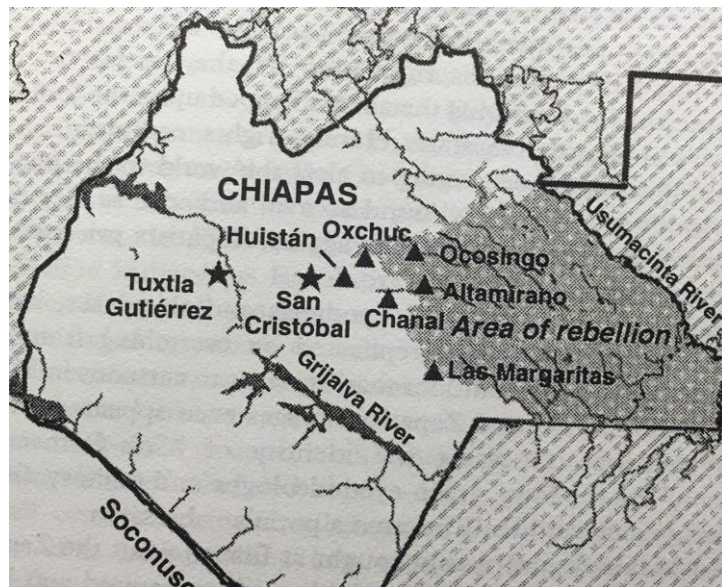 CHIAPAS
Oxchuc
Huistán
Ocosingo
Usumacinta River
Tuxtla
Gutiérrez
San
Cristóbal
Altamirano
Chanal
Area of rebellion
Las Margaritas
Grijalva River